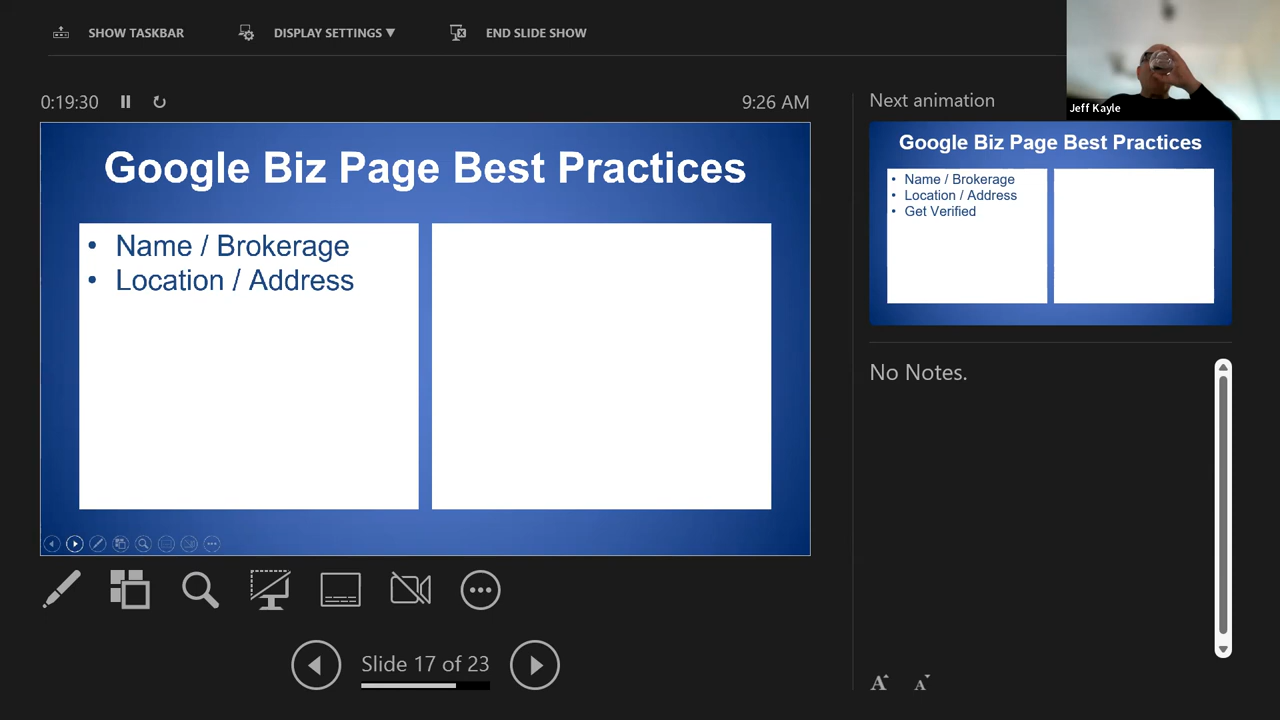 SHOW TASKBAR
DISPLAY SETTINGS ▼
END SLIDE SHOW
Jeff Kayle
0:19:30
9:26 AM
Next animation
Google Biz Page Best Practices
• Name / Brokerage
• Location / Address
Google Biz Page Best Practices
• Name / Brokerage
• Location / Address
• Get Verified
No Notes.
Slide 17 of 23
A A